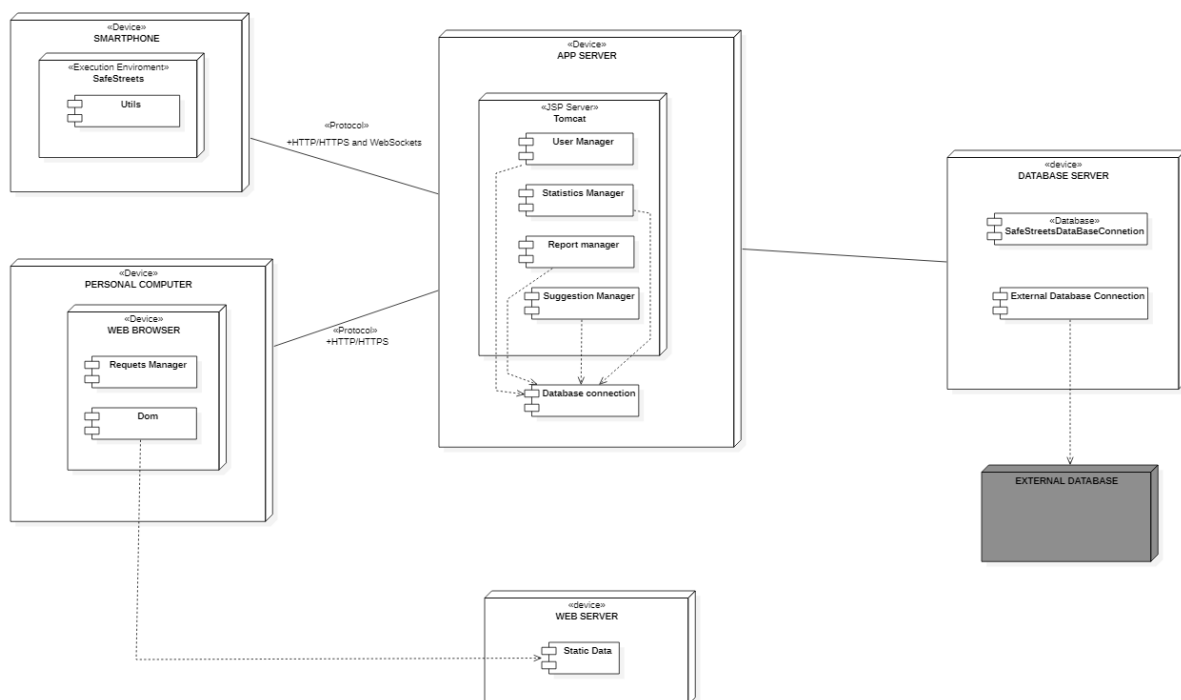 «Device»
SMARTPHONE
«Execution Enviroment»
SafeStreets
Utils
«Protocol»
+HTTP/HTTPS and WebSockets
«Device»
PERSONAL COMPUTER
«Device»
WEB BROWSER
Requets Manager
Dom
«Protocol»
+HTTP/HTTPS
«Device»
APP SERVER
«JSP Server»
Tomcat
User Manager
Statistics Manager
Report manager
Suggestion Manager
Database connection
«device»
DATABASE SERVER
«Database»
SafeStreetsDataBaseConnetion
External Database Connection
EXTERNAL DATABASE
«device»
WEB SERVER
Static Data